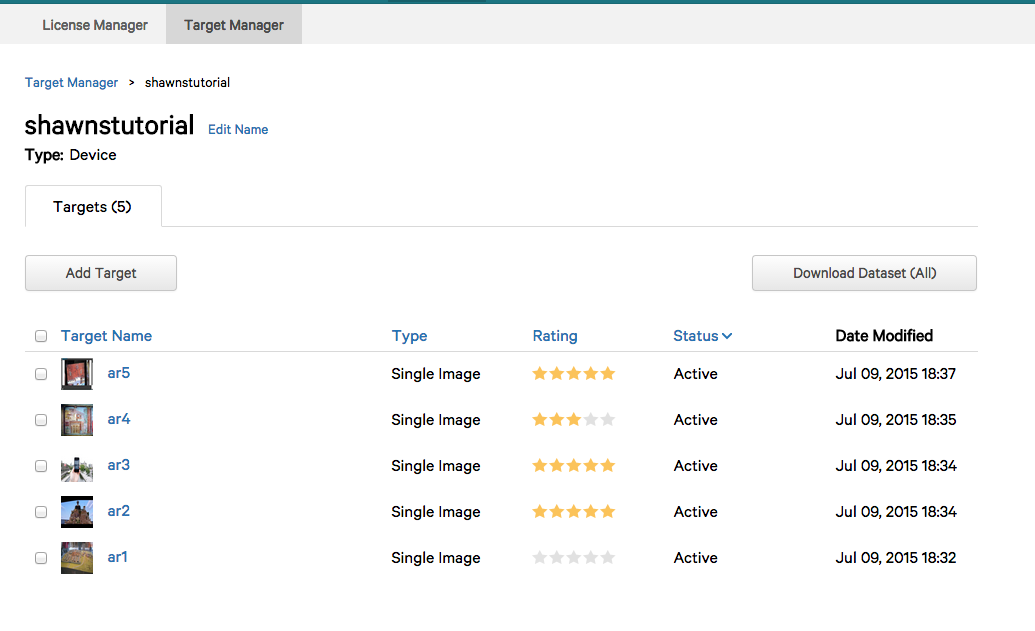 License Manager Target Manager
Target Manager > shawnstutorial
shawnstutorial Edit Name
Type: Device
Targets (5)
Add Target Download Dataset (All)
Target Name Type Rating Status Date Modified
ar5 Single Image Active Jul 09, 2015 18:37
ar4 Single Image Active Jul 09, 2015 18:35
ar3 Single Image Active Jul 09, 2015 18:34
ar2 Single Image Active Jul 09, 2015 18:34
ar1 Single Image Active Jul 09, 2015 18:32